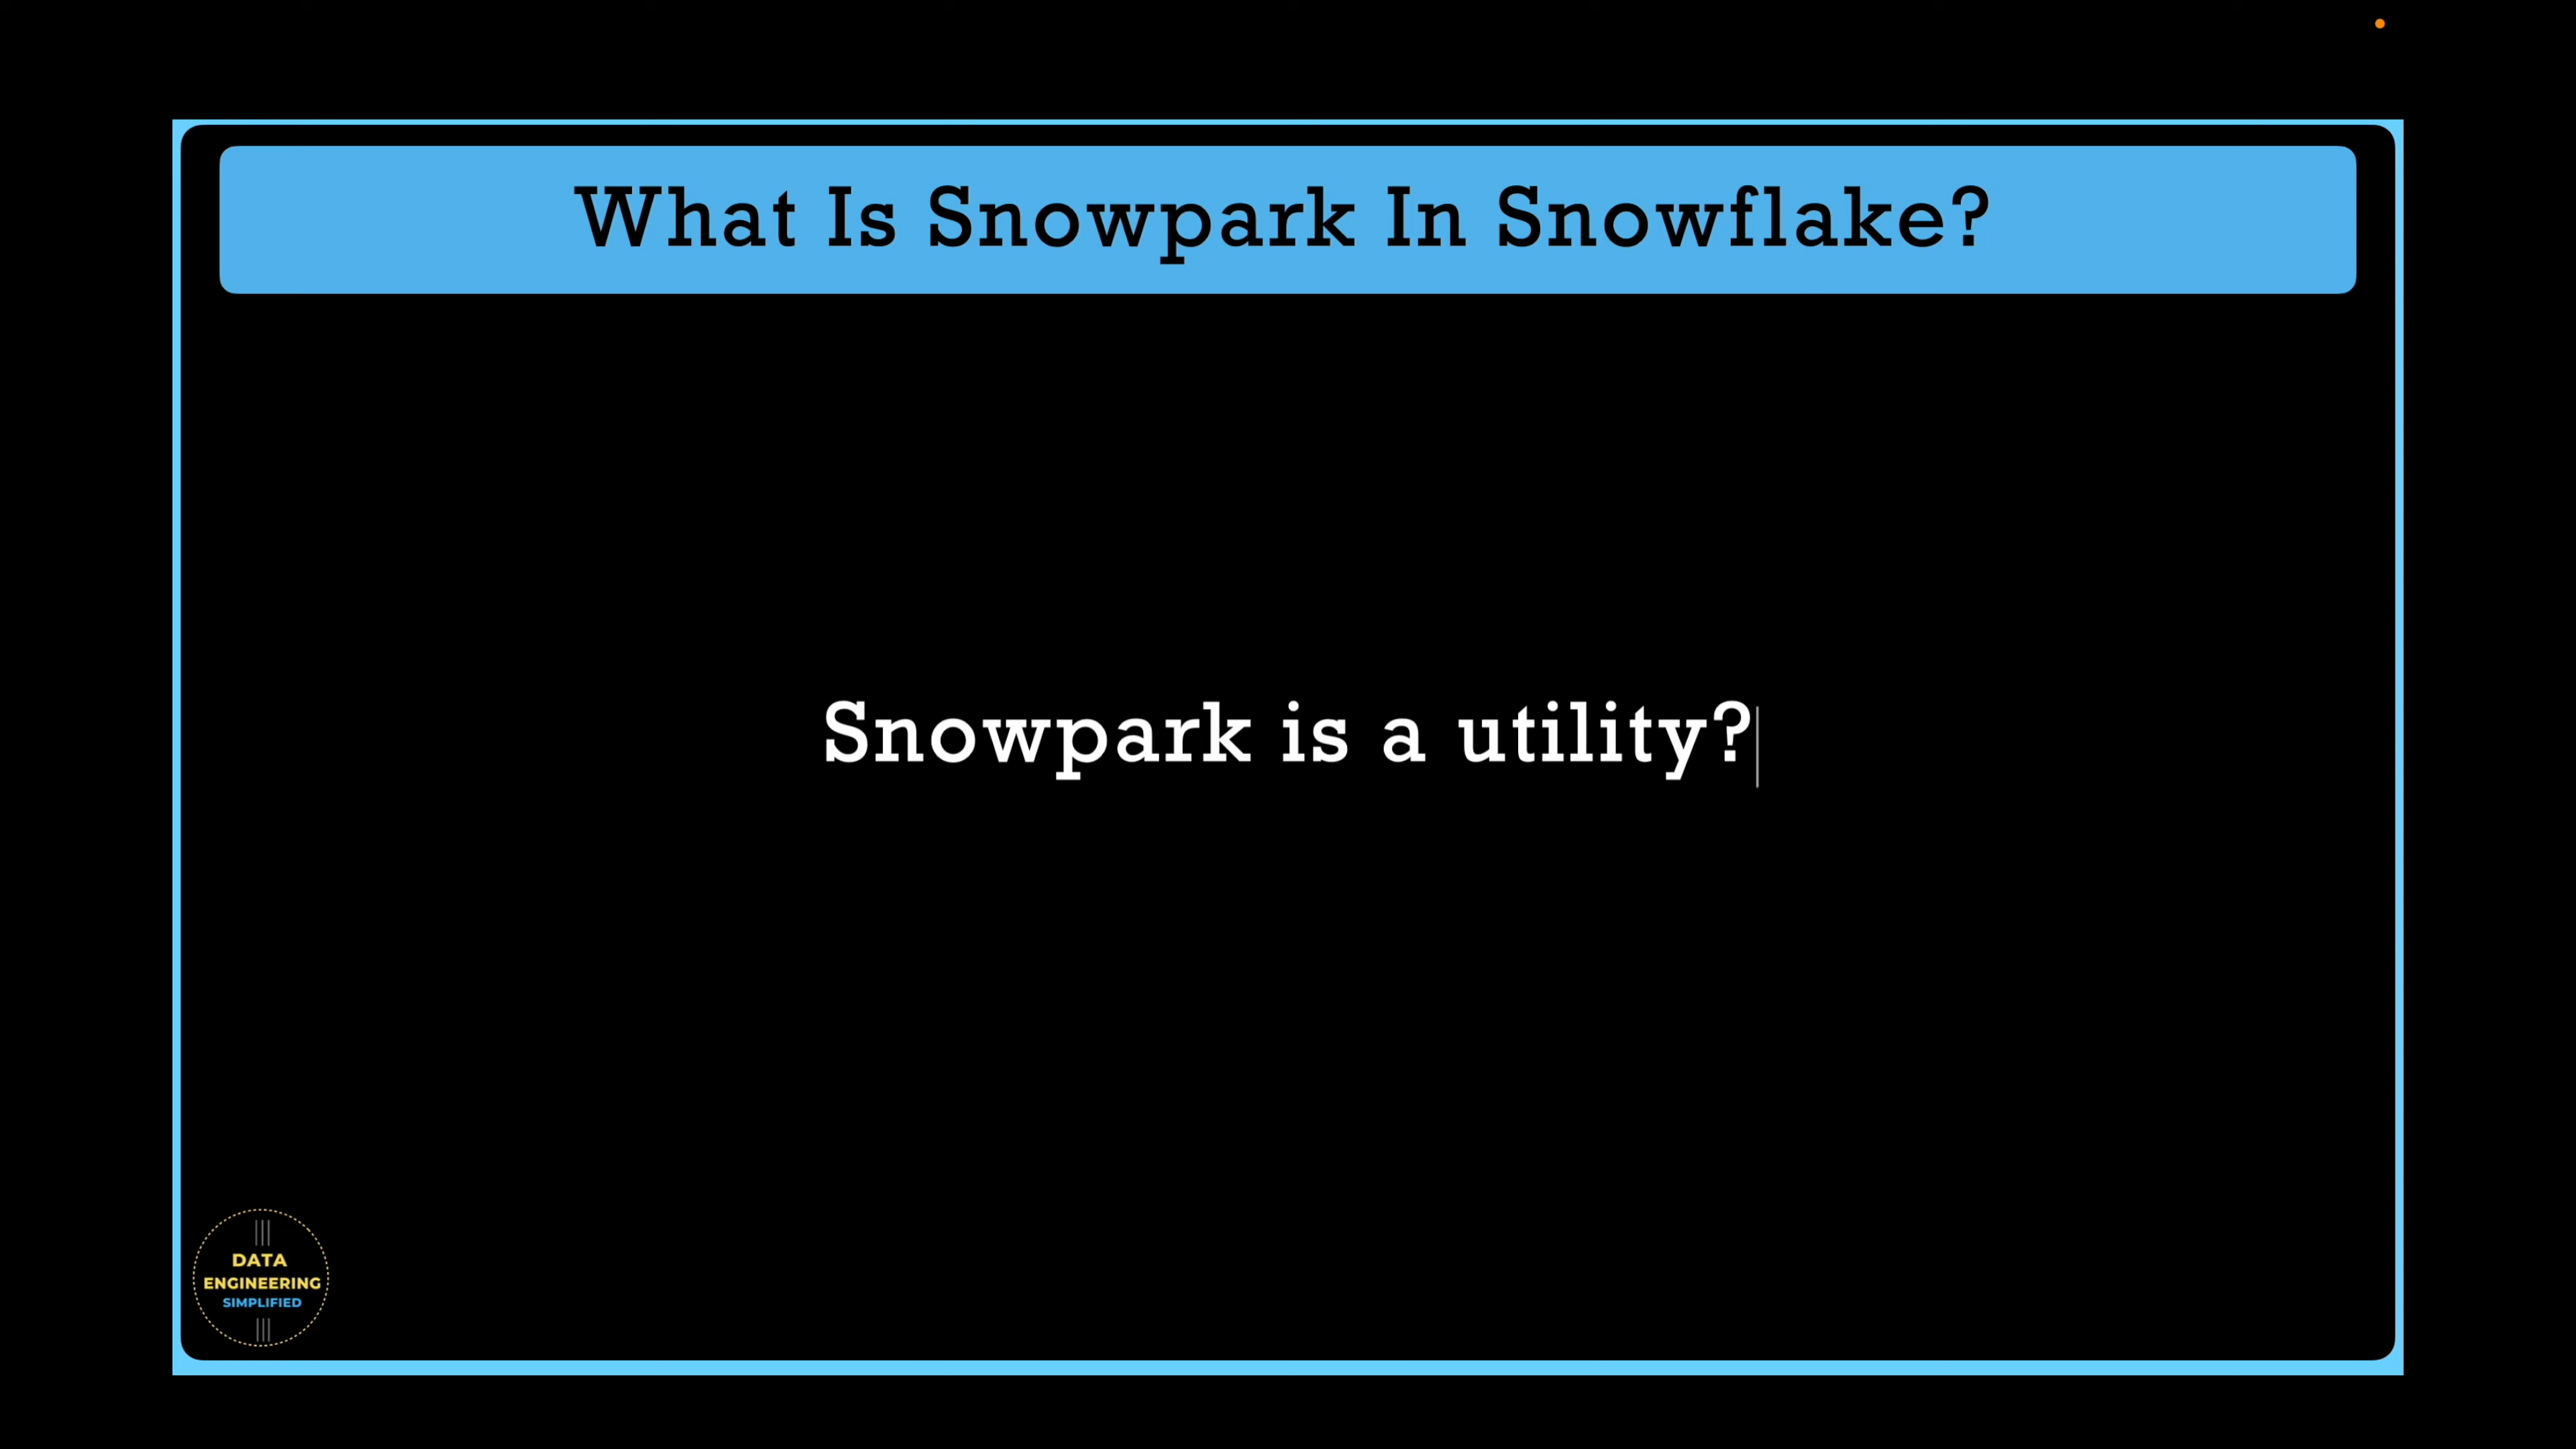 What Is Snowpark In Snowflake?
Snowpark is a utility?
DATA
ENGINEERING
SIMPLIFIED